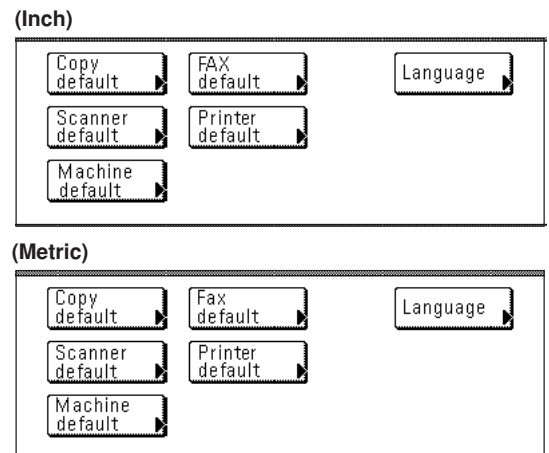 (Inch)
Copy default
FAX default
Language
Scanner default
Printer default
Machine default
(Metric)
Copy default
Fax default
Language
Scanner default
Printer default
Machine default